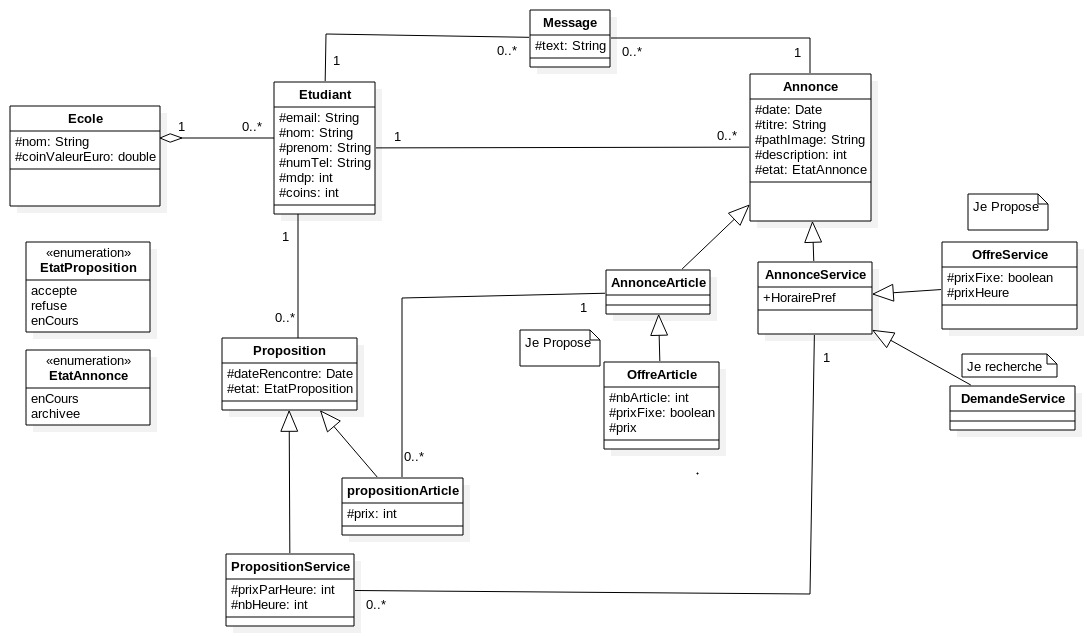 Message
#text: String
0..*
0..*
1
1
Etudiant
#email: String
#nom: String
#prenom: String
#numTel: String
#mdp: int
#coins: int
Annonce
#date: Date
#titre: String
#pathImage: String
#description: int
#etat: EtatAnnonce
Ecole
#nom: String
#coinValeurEuro: double
1
0..*
1
0..*
1
0..*
«enumeration»
EtatProposition
accepte
refuse
enCours
«enumeration»
EtatAnnonce
enCours
archivee
Je Propose
OffreService
#prixFixe: boolean
#prixHeure
AnnonceService
+HorairePref
AnnonceArticle
1
Je Propose
OffreArticle
#nbArticle: int
#prixFixe: boolean
#prix
1
Je recherche
DemandeService
Proposition
#dateRencontre: Date
#etat: EtatProposition
0..*
propositionArticle
#prix: int
PropositionService
#prixParHeure: int
#nbHeure: int
0..*